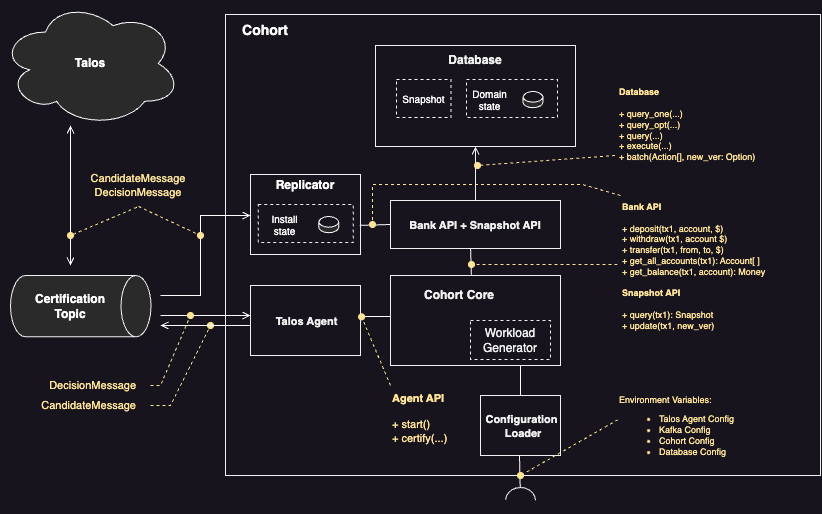 Cohort
Talos
Database
Snapshot
Domain
state
Database
+ query_one(...)
+ query_opt(...)
+ query(...)
+ execute(...)
+ batch(Action[], new_ver: Option)
CandidateMessage
DecisionMessage
Replicator
Install
state
Bank API + Snapshot API
Bank API
+ deposit(tx1, account, $)
+ withdraw(tx1, account $)
+ transfer(tx1, from, to, $)
+ get_all_accounts(tx1): Account[ ]
+ get_balance(tx1, account): Money
Snapshot API
+ query(tx1): Snapshot
+ update(tx1, new_ver)
Certification
Topic
Talos Agent
Cohort Core
Workload
Generator
DecisionMessage
CandidateMessage
Agent API
+ start()
+ certify(...)
Configuration
Loader
Environment Variables:
• Talos Agent Config
• Kafka Config
• Cohort Config
• Database Config